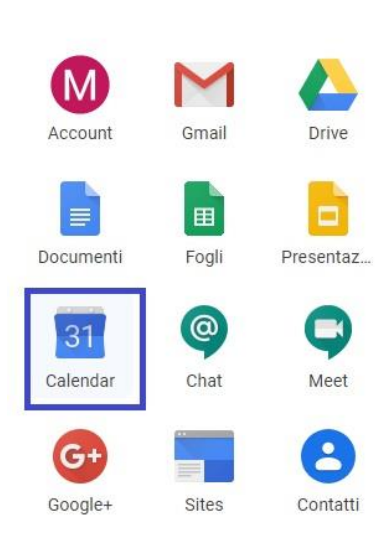 M
Account Gmail Drive
Documenti Fogli Presentaz...
31 @
Calendar Chat Meet
G+
Google+ Sites Contatti